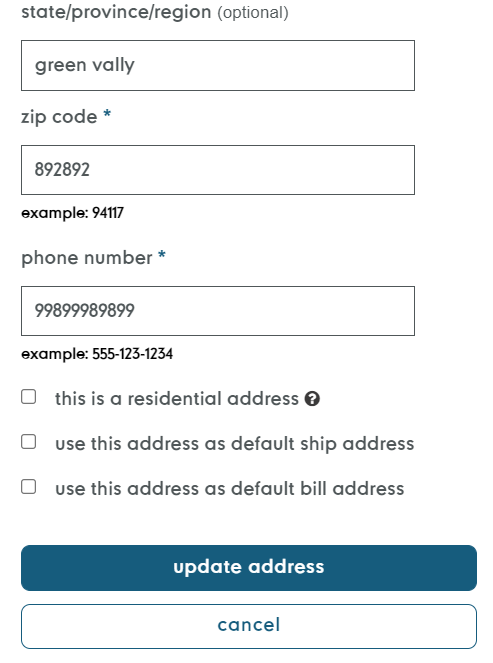 state/province/region (optional)
green vally
zip code *
892892
example: 94117
phone number *
99899989899
example: 555-123-1234
this is a residential address ?
use this address as default ship address
use this address as default bill address
update address
cancel